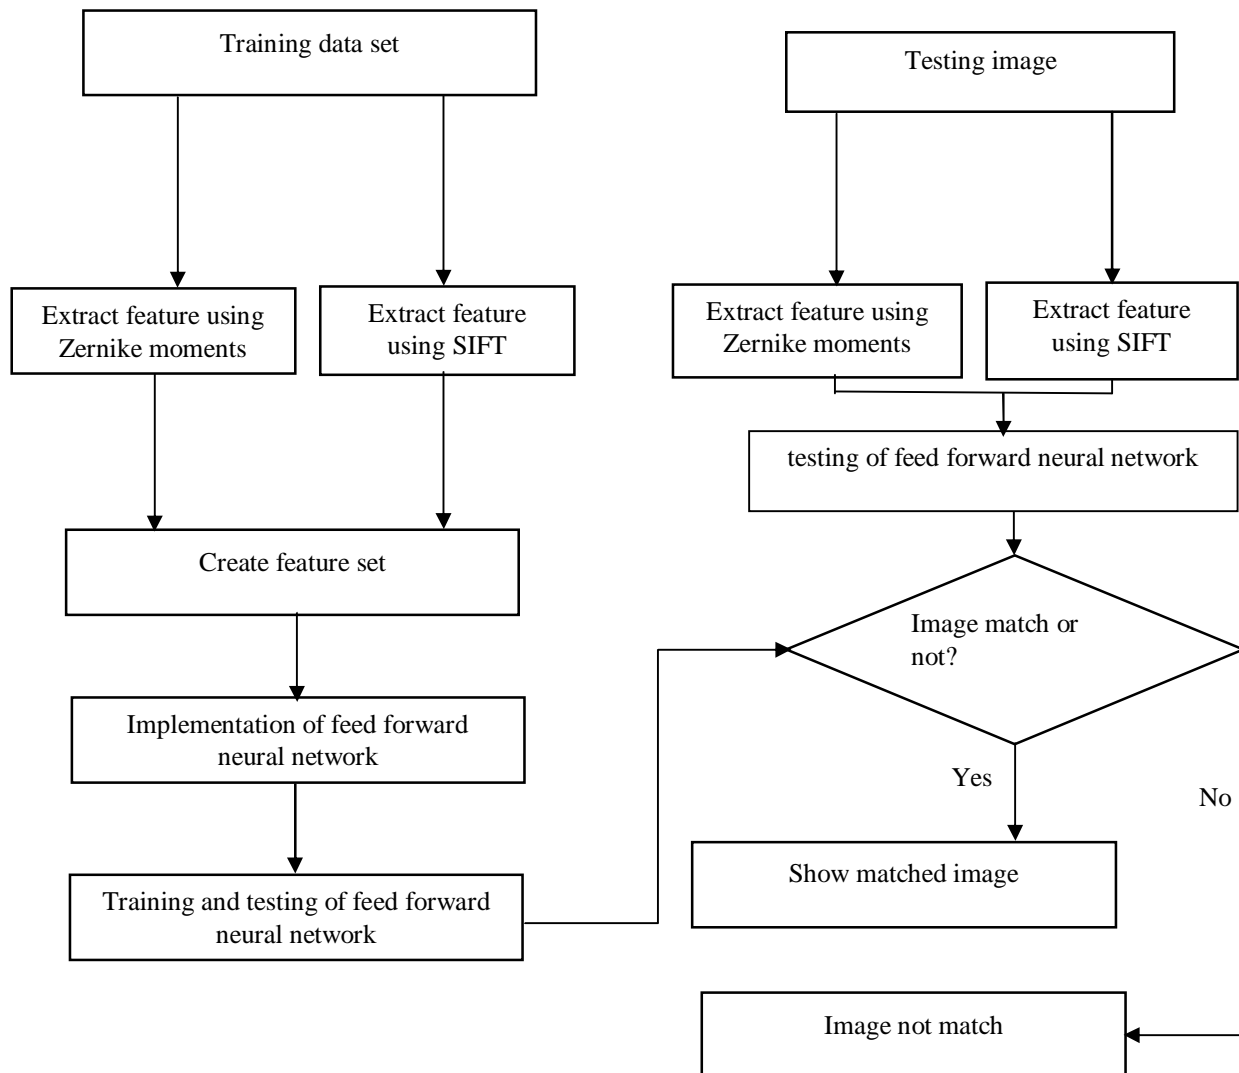 Training data set
Testing image
Extract feature using
Zernike moments
Extract feature
using SIFT
Extract feature using
Zernike moments
Extract feature
using SIFT
testing of feed forward neural network
Create feature set
Image match or
not?
Implementation of feed forward
neural network
Yes
No
Show matched image
Training and testing of feed forward
neural network
Image not match